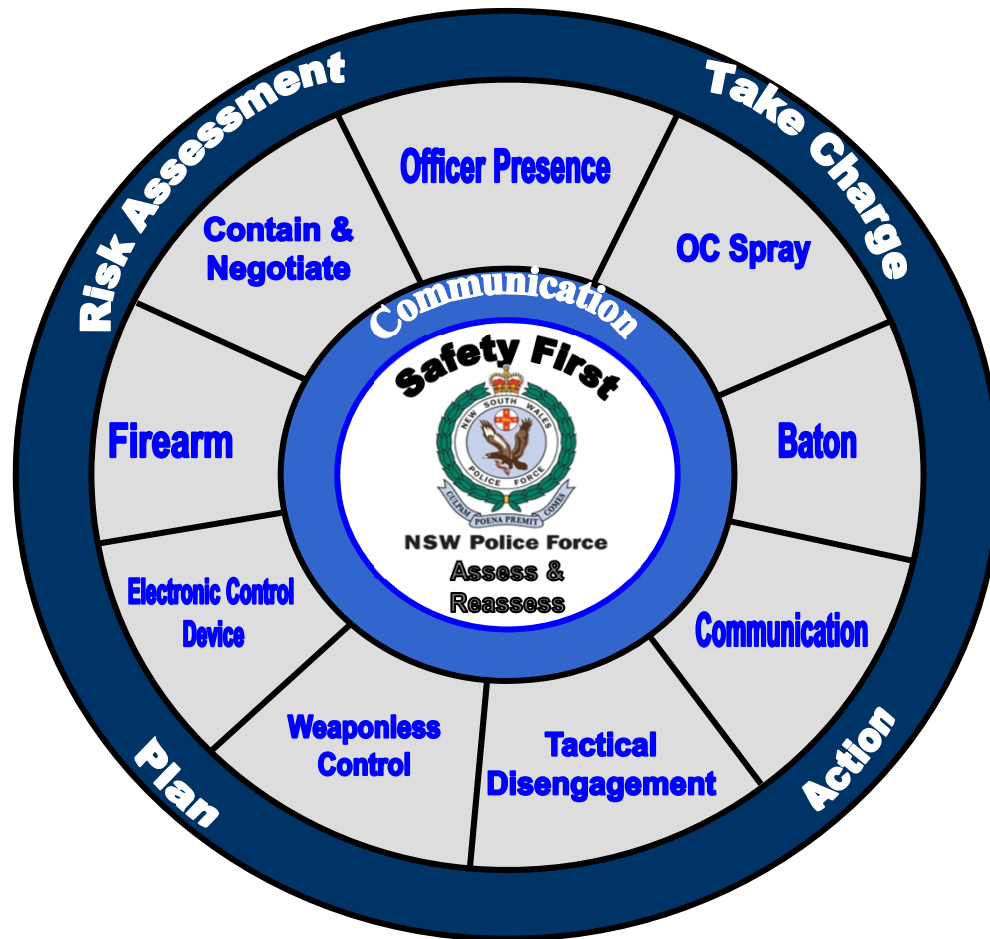 Risk Assessment
Take Charge
Officer Presence
Contain &
Negotiate
OC Spray
Communication
Safety First
Firearm
Baton
NEW SOUTH WALES
POLICE FORCE
CULPAM
POENA PREMIT
COMES
NSW Police Force
Assess &
Reassess
Electronic Control
Device
Communication
Weaponless
Control
Tactical
Disengagement
Plan
Action